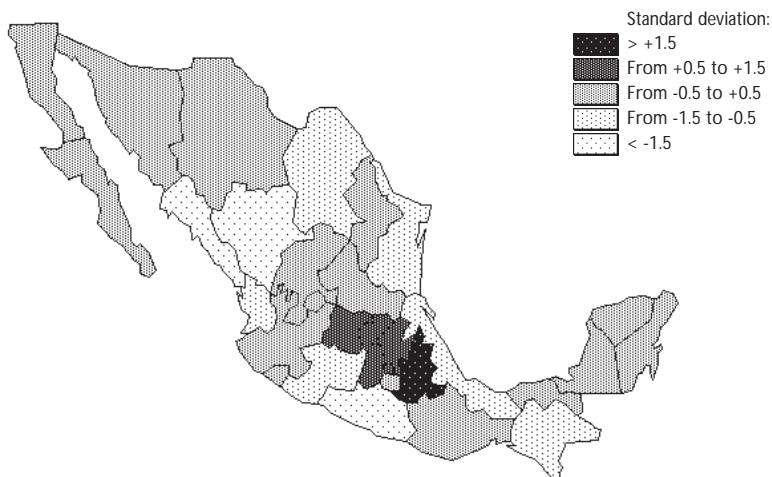 Standard deviation:
> +1.5
From +0.5 to +1.5
From -0.5 to +0.5
From -1.5 to -0.5
< -1.5